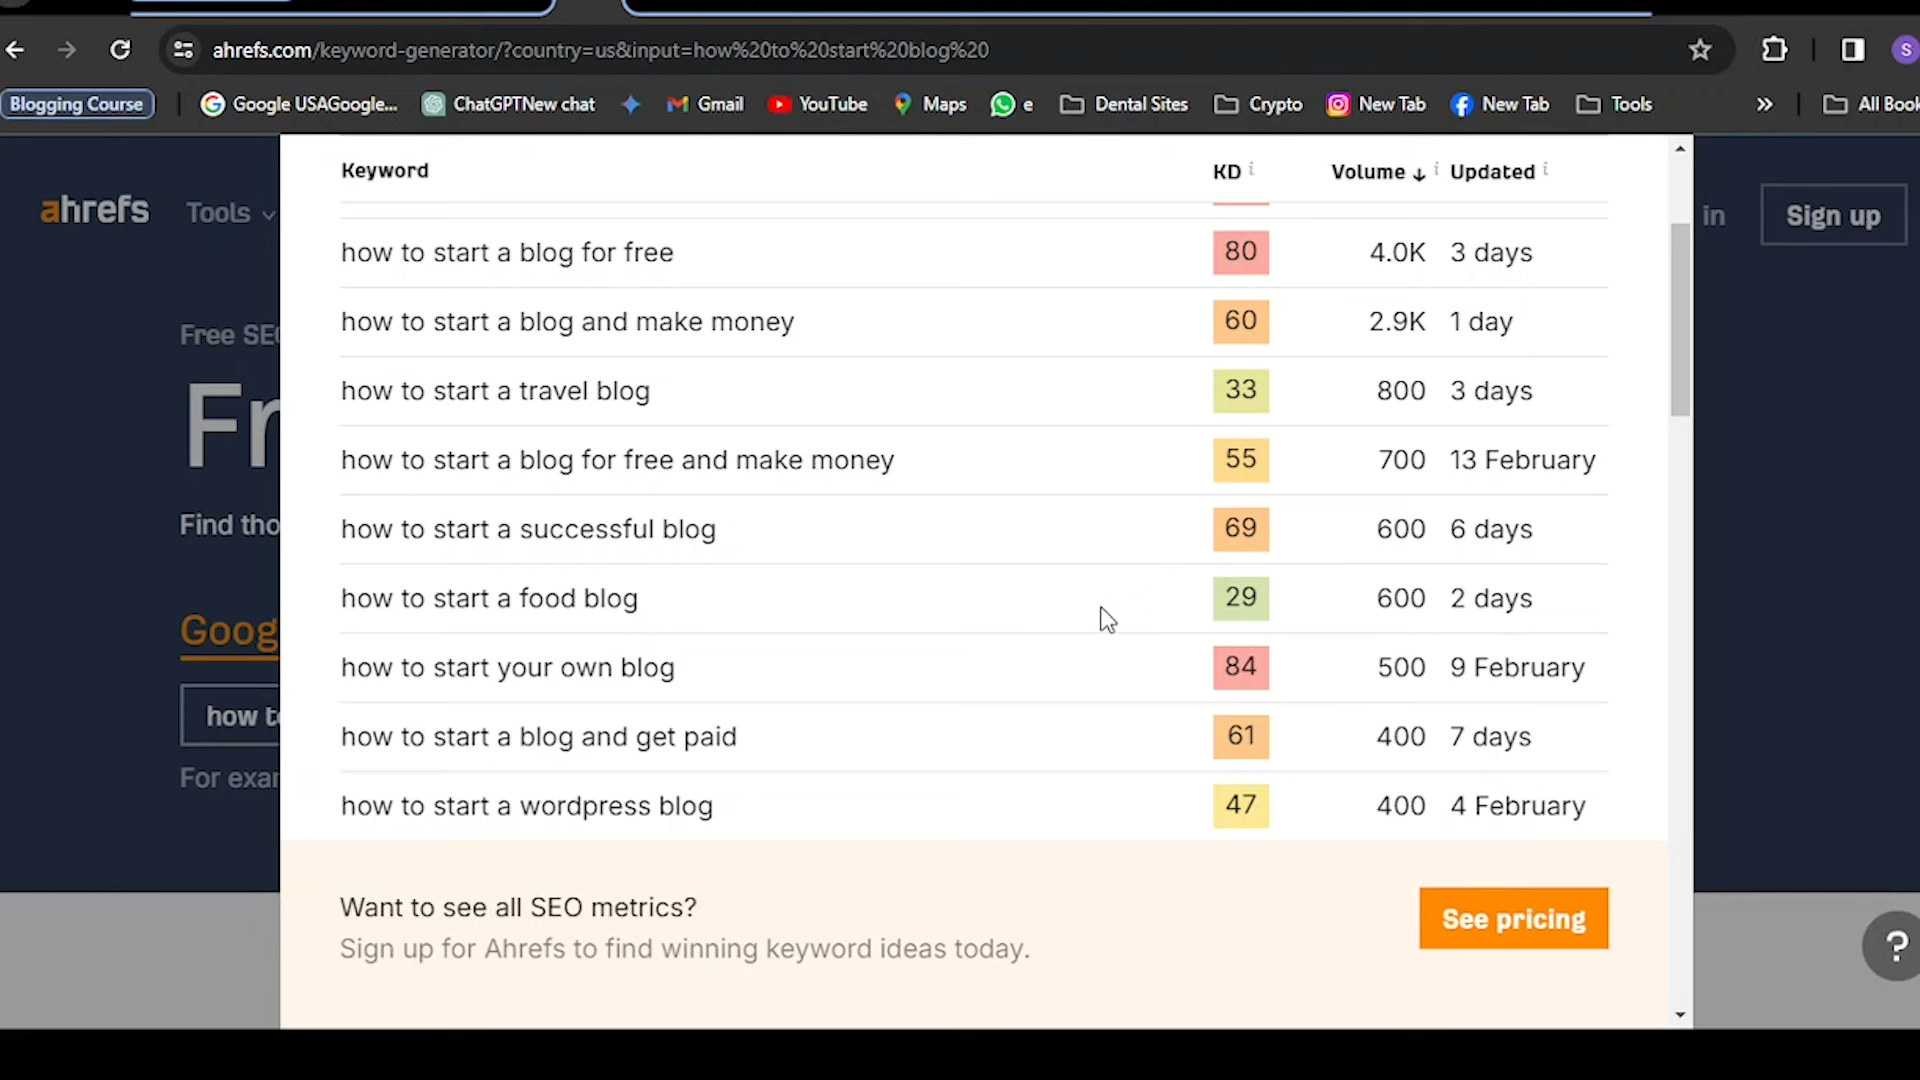 ahrefs.com/keyword-generator/?country=us&input=how%20to%20start%20blog%20
S
Blogging Course
Google USAGoogle...
ChatGPTNew chat
Gmail
YouTube
Maps
e
Dental Sites
Crypto
New Tab
New Tab
Tools
»
All Book
ahrefs
Tools
in
Sign up
Free SEO
Fr
Find tho
Goog
how to
For exam
Keyword KD i Volume ↓ i Updated i
how to start a blog for free 80 4.0K 3 days
how to start a blog and make money 60 2.9K 1 day
how to start a travel blog 33 800 3 days
how to start a blog for free and make money 55 700 13 February
how to start a successful blog 69 600 6 days
how to start a food blog 29 600 2 days
how to start your own blog 84 500 9 February
how to start a blog and get paid 61 400 7 days
how to start a wordpress blog 47 400 4 February
Want to see all SEO metrics?
Sign up for Ahrefs to find winning keyword ideas today.
See pricing
?